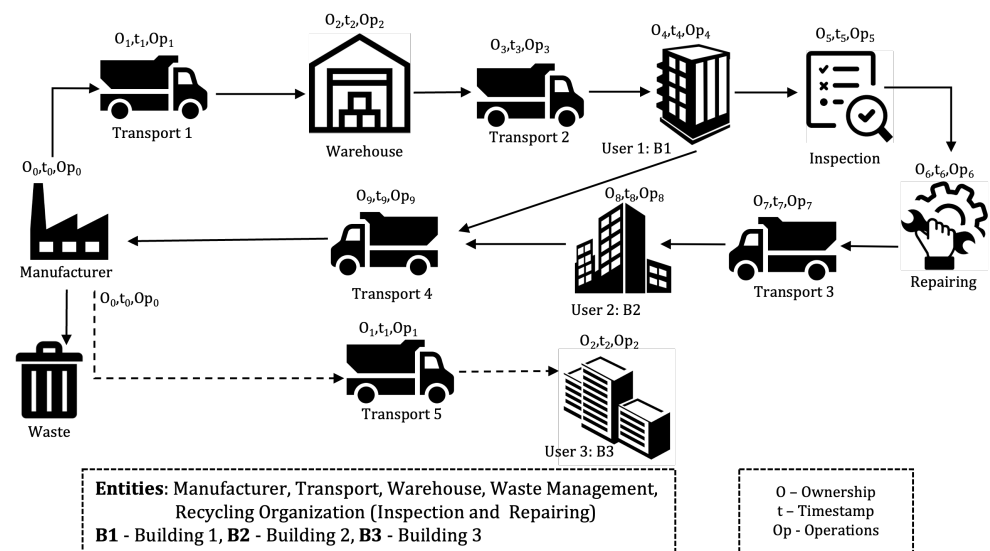 O₁,t₁,Op₁
Transport 1
O₂,t₂,Op₂
Warehouse
O₃,t₃,Op₃
Transport 2
O₄,t₄,Op₄
User 1: B1
O₅,t₅,Op₅
Inspection
O₀,t₀,Op₀
Manufacturer
O₉,t₉,Op₉
Transport 4
O₈,t₈,Op₈
User 2: B2
O₇,t₇,Op₇
Transport 3
O₆,t₆,Op₆
Repairing
O₀,t₀,Op₀
Waste
O₁,t₁,Op₁
Transport 5
O₂,t₂,Op₂
User 3: B3
Entities: Manufacturer, Transport, Warehouse, Waste Management,
Recycling Organization (Inspection and Repairing)
B1 - Building 1, B2 - Building 2, B3 - Building 3
O – Ownership
t – Timestamp
Op - Operations